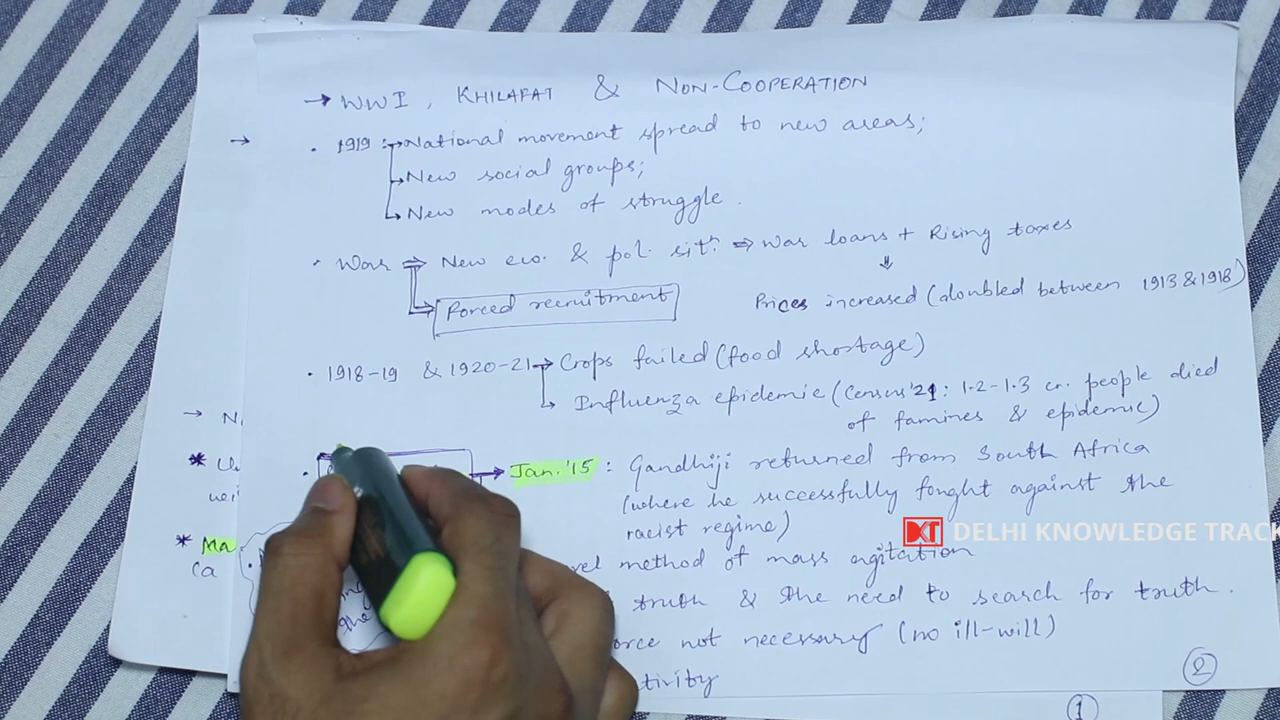 → WWI, KHILAFAT & NON-COOPERATION
→ • 1919 :→ National movement spread to new areas;
→ New social groups;
→ New modes of struggle.
• War ⇒ New eco. & pol. sitn. ⇒ War loans + Rising taxes
⇓
Forced recruitment
Prices increased (doubled between 1913 & 1918)
• 1918-19 & 1920-21 → Crops failed (food shortage)
→ Influenza epidemic (Census '21: 1.2-1.3 cr. people died
of famines & epidemic)
• → Jan. '15 : Gandhiji returned from South Africa
(where he successfully fought against the
racist regime)
method of mass agitation
truth & the need to search for truth.
not necessary (no ill-will)
②
→
*
*
①
DELHI KNOWLEDGE TRACK